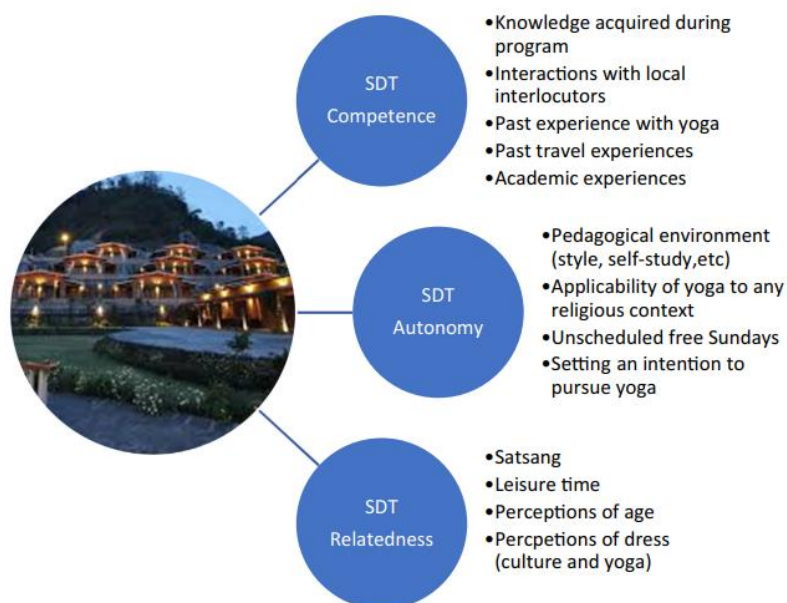 SDT
Competence
•Knowledge acquired during
program
•Interactions with local
interlocutors
•Past experience with yoga
•Past travel experiences
•Academic experiences
SDT
Autonomy
•Pedagogical environment
(style, self-study,etc)
•Applicability of yoga to any
religious context
•Unscheduled free Sundays
•Setting an intention to
pursue yoga
SDT
Relatedness
•Satsang
•Leisure time
•Perceptions of age
•Percpetions of dress
(culture and yoga)